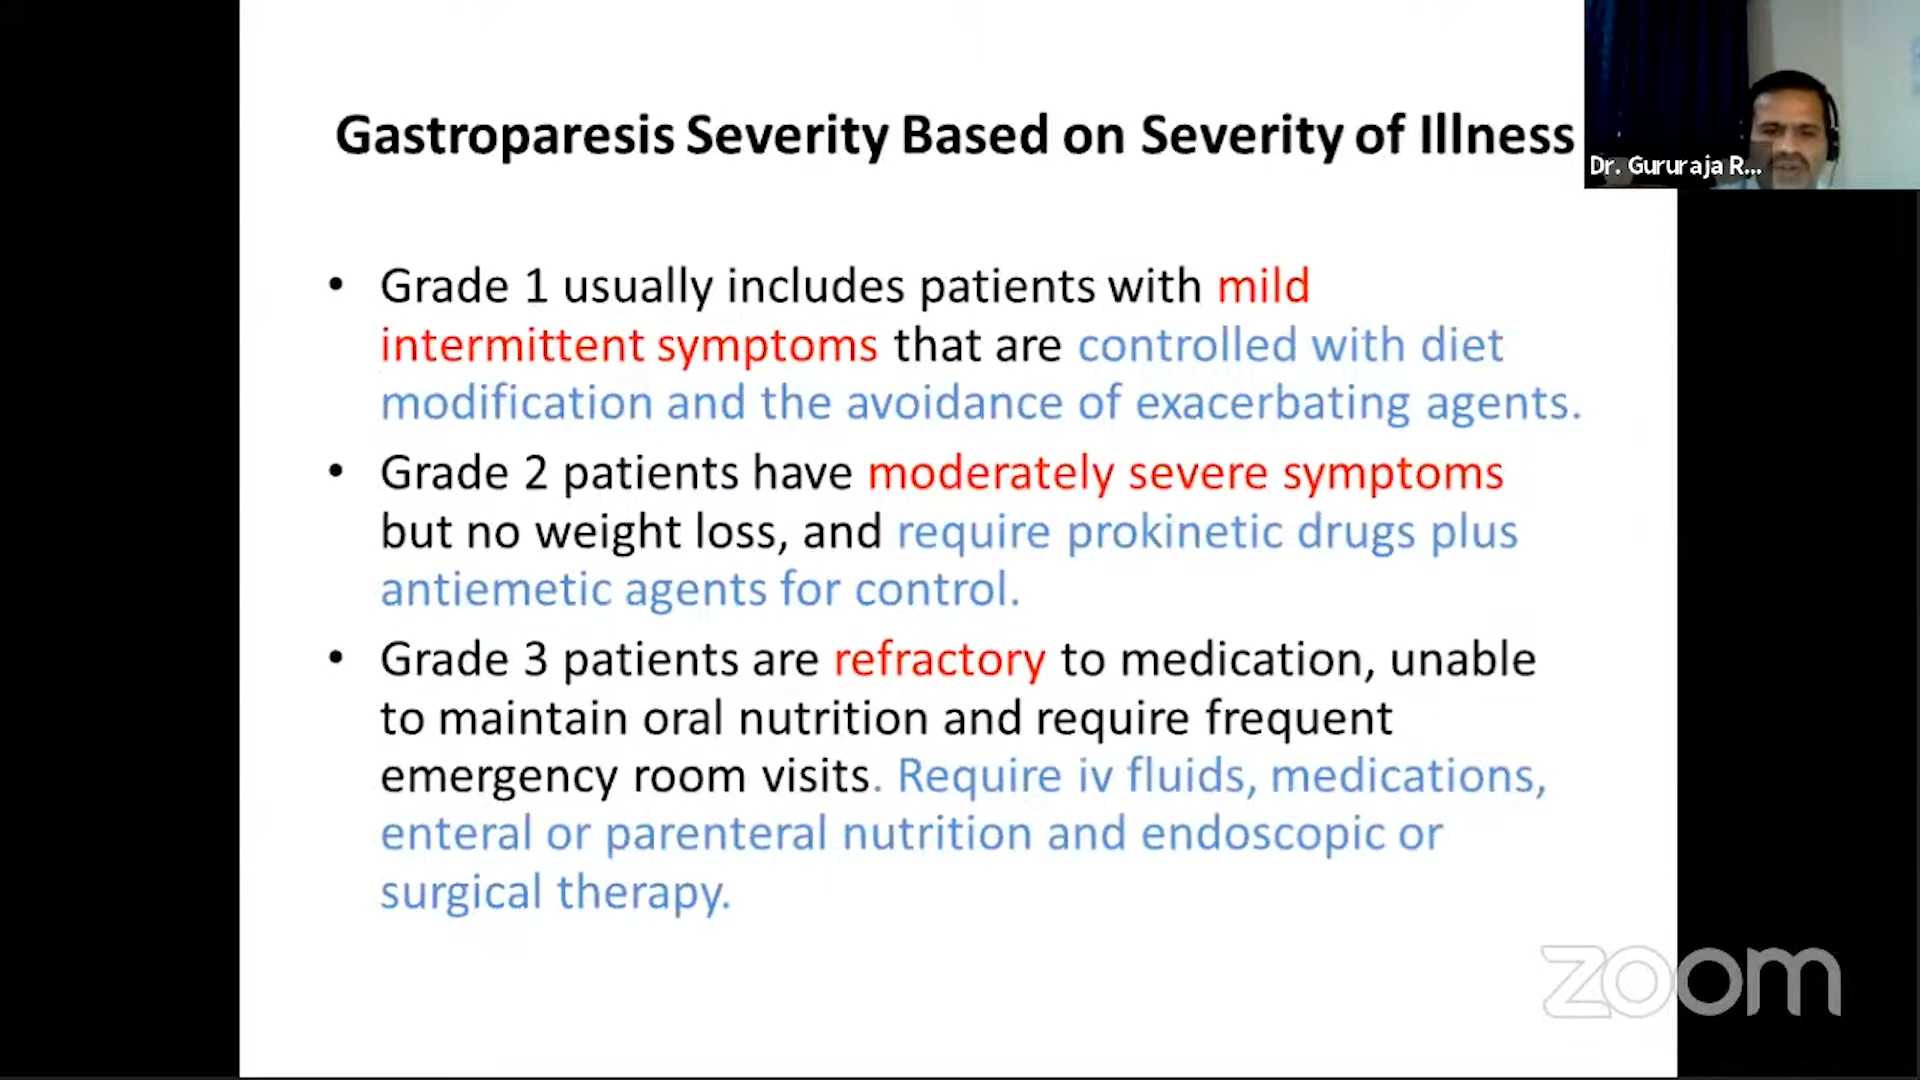 Gastroparesis Severity Based on Severity of Illness
Dr. Gururaja R...
• Grade 1 usually includes patients with mild
intermittent symptoms that are controlled with diet
modification and the avoidance of exacerbating agents.
• Grade 2 patients have moderately severe symptoms
but no weight loss, and require prokinetic drugs plus
antiemetic agents for control.
• Grade 3 patients are refractory to medication, unable
to maintain oral nutrition and require frequent
emergency room visits. Require iv fluids, medications,
enteral or parenteral nutrition and endoscopic or
surgical therapy.
zoom